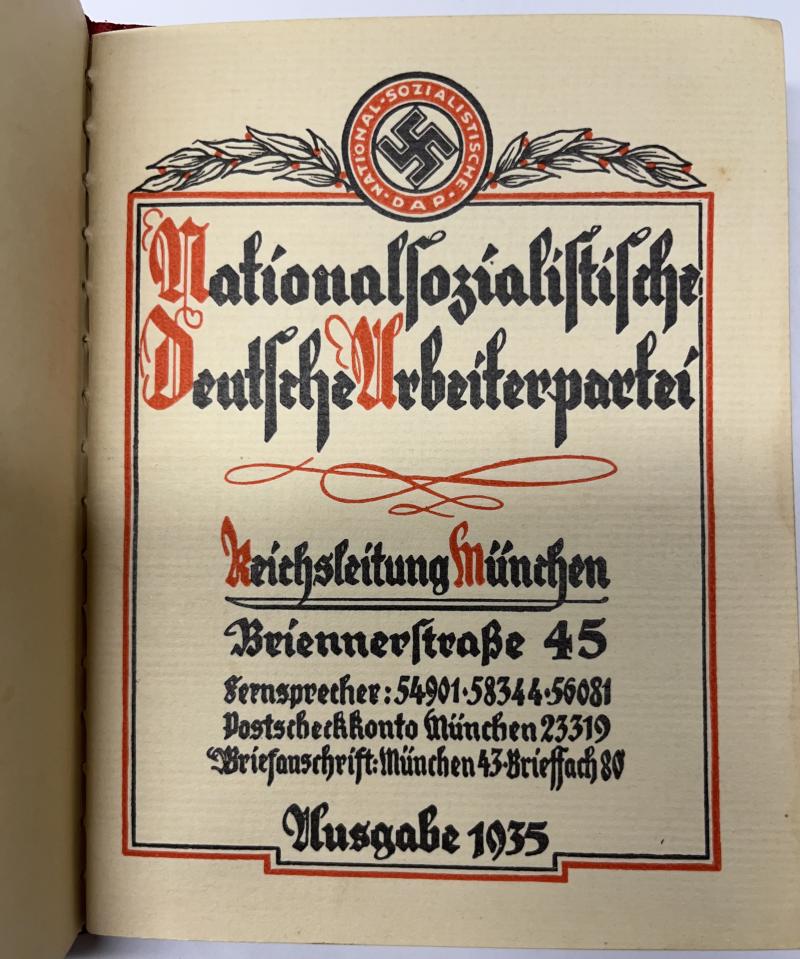 NATIONAL-SOZIALISTISCHE D·A·P·
Nationalsozialistische
Deutsche Arbeiterpartei
Reichsleitung München
Briennerstraße 45
Fernsprecher: 54901·58344·56081
Postscheckkonto München 23319
Briefanschrift: München 43·Brieffach 80
Ausgabe 1935